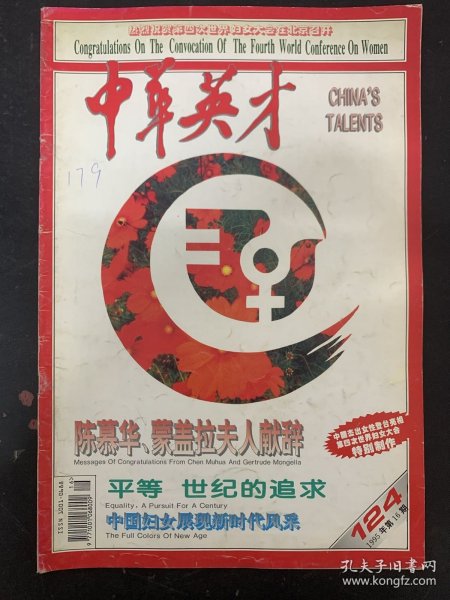 热烈祝贺第四次世界妇女大会在北京召开
Congratulations On The Convocation Of The Fourth World Conference On Women
中华英才
CHINA'S
TALENTS
179
陈慕华、蒙盖拉夫人献辞
Messages Of Congratulations From Chen Muhua And Gertrude Mongella
中国杰出女性登台亮相
第四次世界妇女大会
特别制作
平等 世纪的追求
Equality, A Pursuit For A Century
中国妇女展现新时代风采
The Full Colors Of New Age
124
1995年第16期
16>
孔夫子旧书网
www.kongfz.com